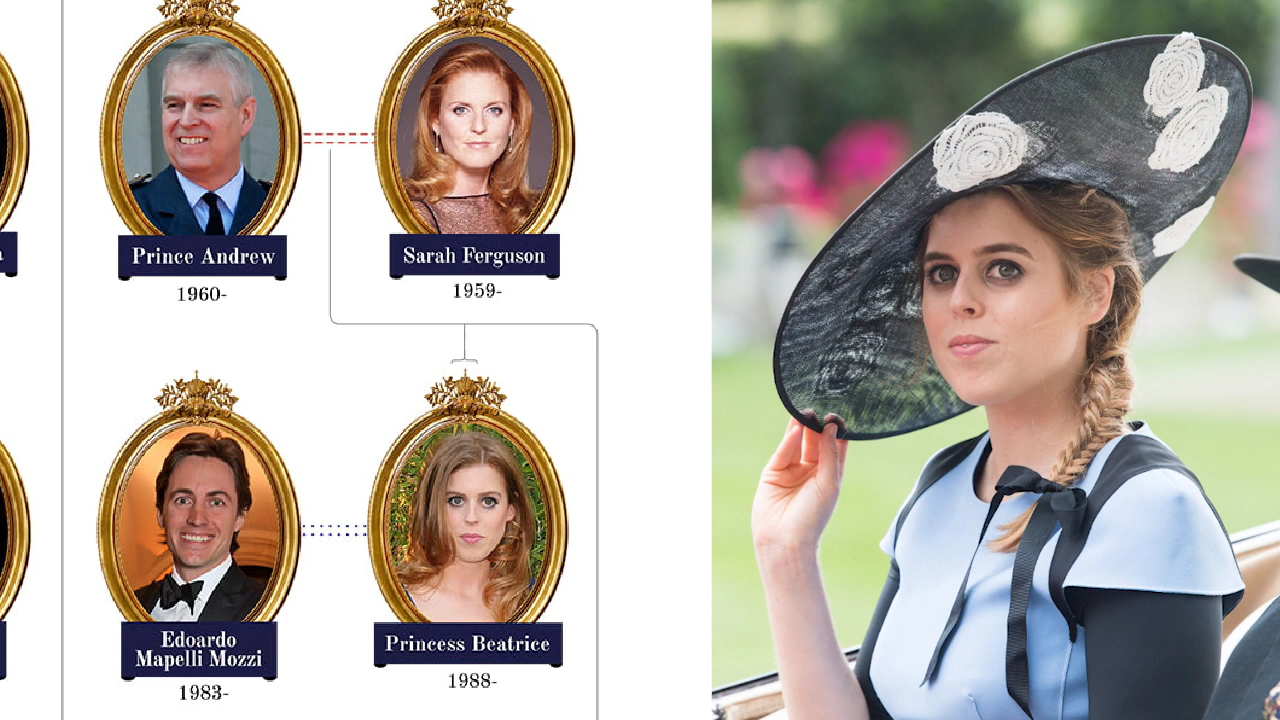 Prince Andrew
1960-
Sarah Ferguson
1959-
Edoardo
Mapelli Mozzi
1983-
Princess Beatrice
1988-